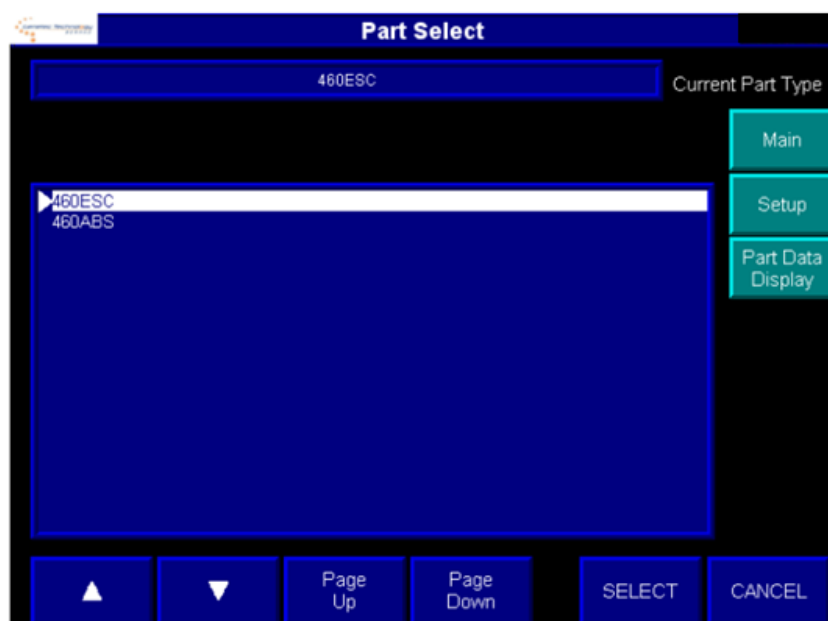 Part Select
460ESC
Current Part Type
Main
460ESC
460ABS
Setup
Part Data
Display
Page
Up
Page
Down
SELECT
CANCEL